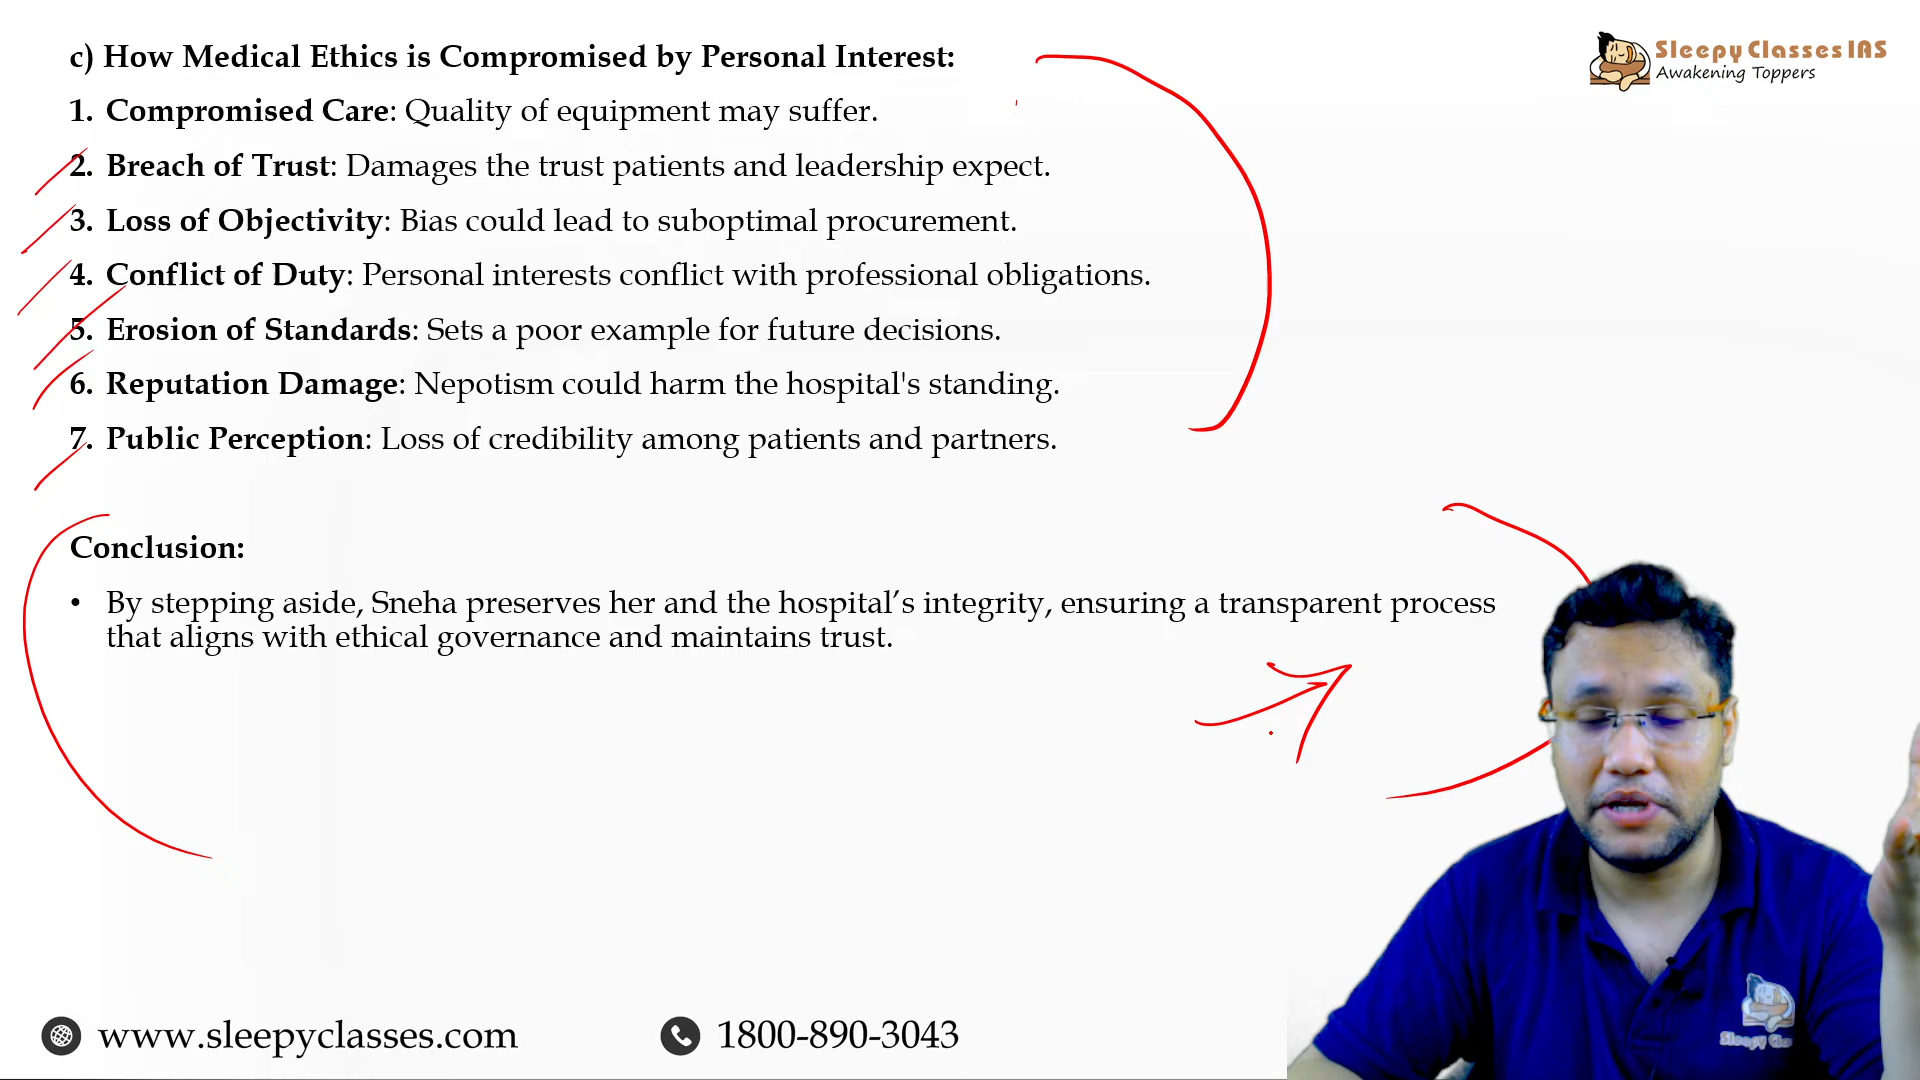 c) How Medical Ethics is Compromised by Personal Interest:
Sleepy Classes IAS
Awakening Toppers
1. Compromised Care: Quality of equipment may suffer.
2. Breach of Trust: Damages the trust patients and leadership expect.
3. Loss of Objectivity: Bias could lead to suboptimal procurement.
4. Conflict of Duty: Personal interests conflict with professional obligations.
5. Erosion of Standards: Sets a poor example for future decisions.
6. Reputation Damage: Nepotism could harm the hospital's standing.
7. Public Perception: Loss of credibility among patients and partners.
Conclusion:
• By stepping aside, Sneha preserves her and the hospital’s integrity, ensuring a transparent process
that aligns with ethical governance and maintains trust.
www.sleepyclasses.com
1800-890-3043